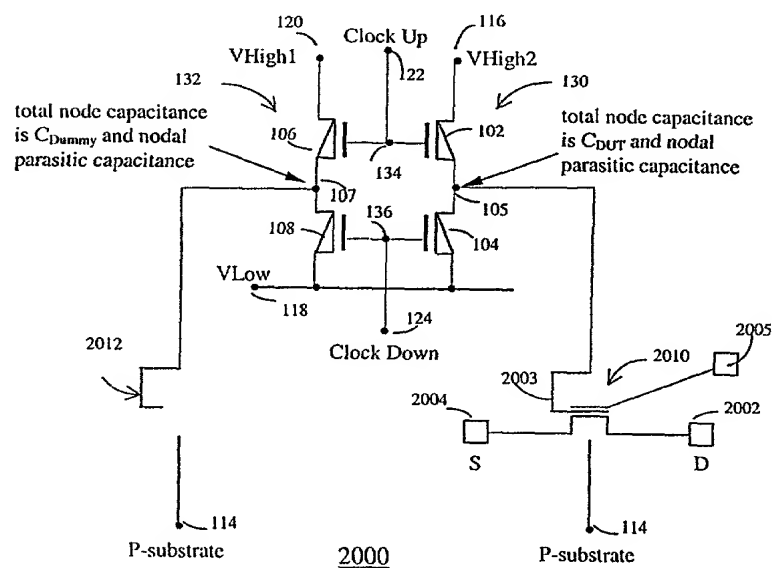 120
Clock Up
116
VHigh1
122
VHigh2
132
130
total node capacitance
is C_Dummy and nodal
parasitic capacitance
106
102
total node capacitance
is C_DUT and nodal
parasitic capacitance
134
107
105
136
108
104
VLow
118
124
Clock Down
2012
2005
2010
2003
2004
2002
S
D
114
114
P-substrate
2000
P-substrate